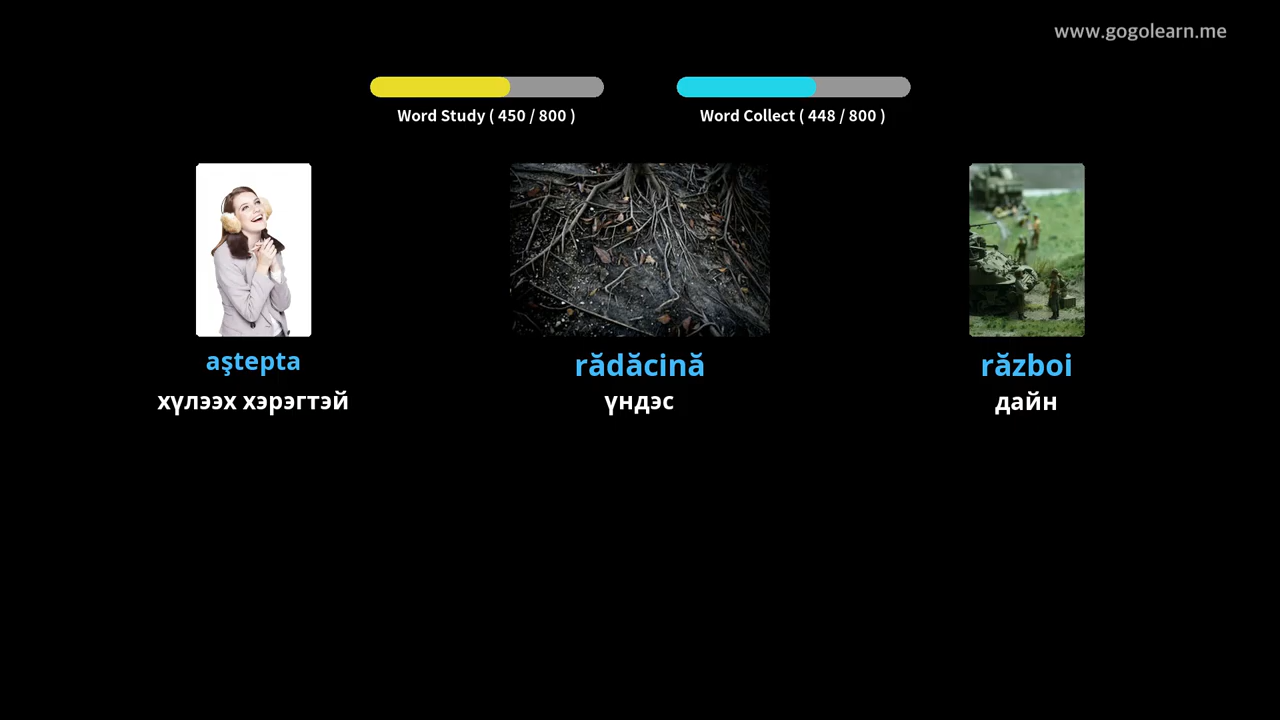 www.gogolearn.me
Word Study ( 450 / 800 )
Word Collect ( 448 / 800 )
aştepta
хүлээх хэрэгтэй
rădăcină
үндэс
război
дайн